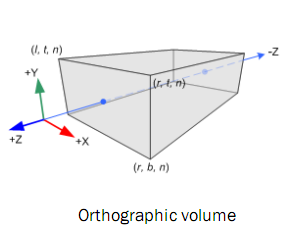 (l, t, n)
-Z
+Y
(r, t, n)
+Z
+X
(r, b, n)
Orthographic volume